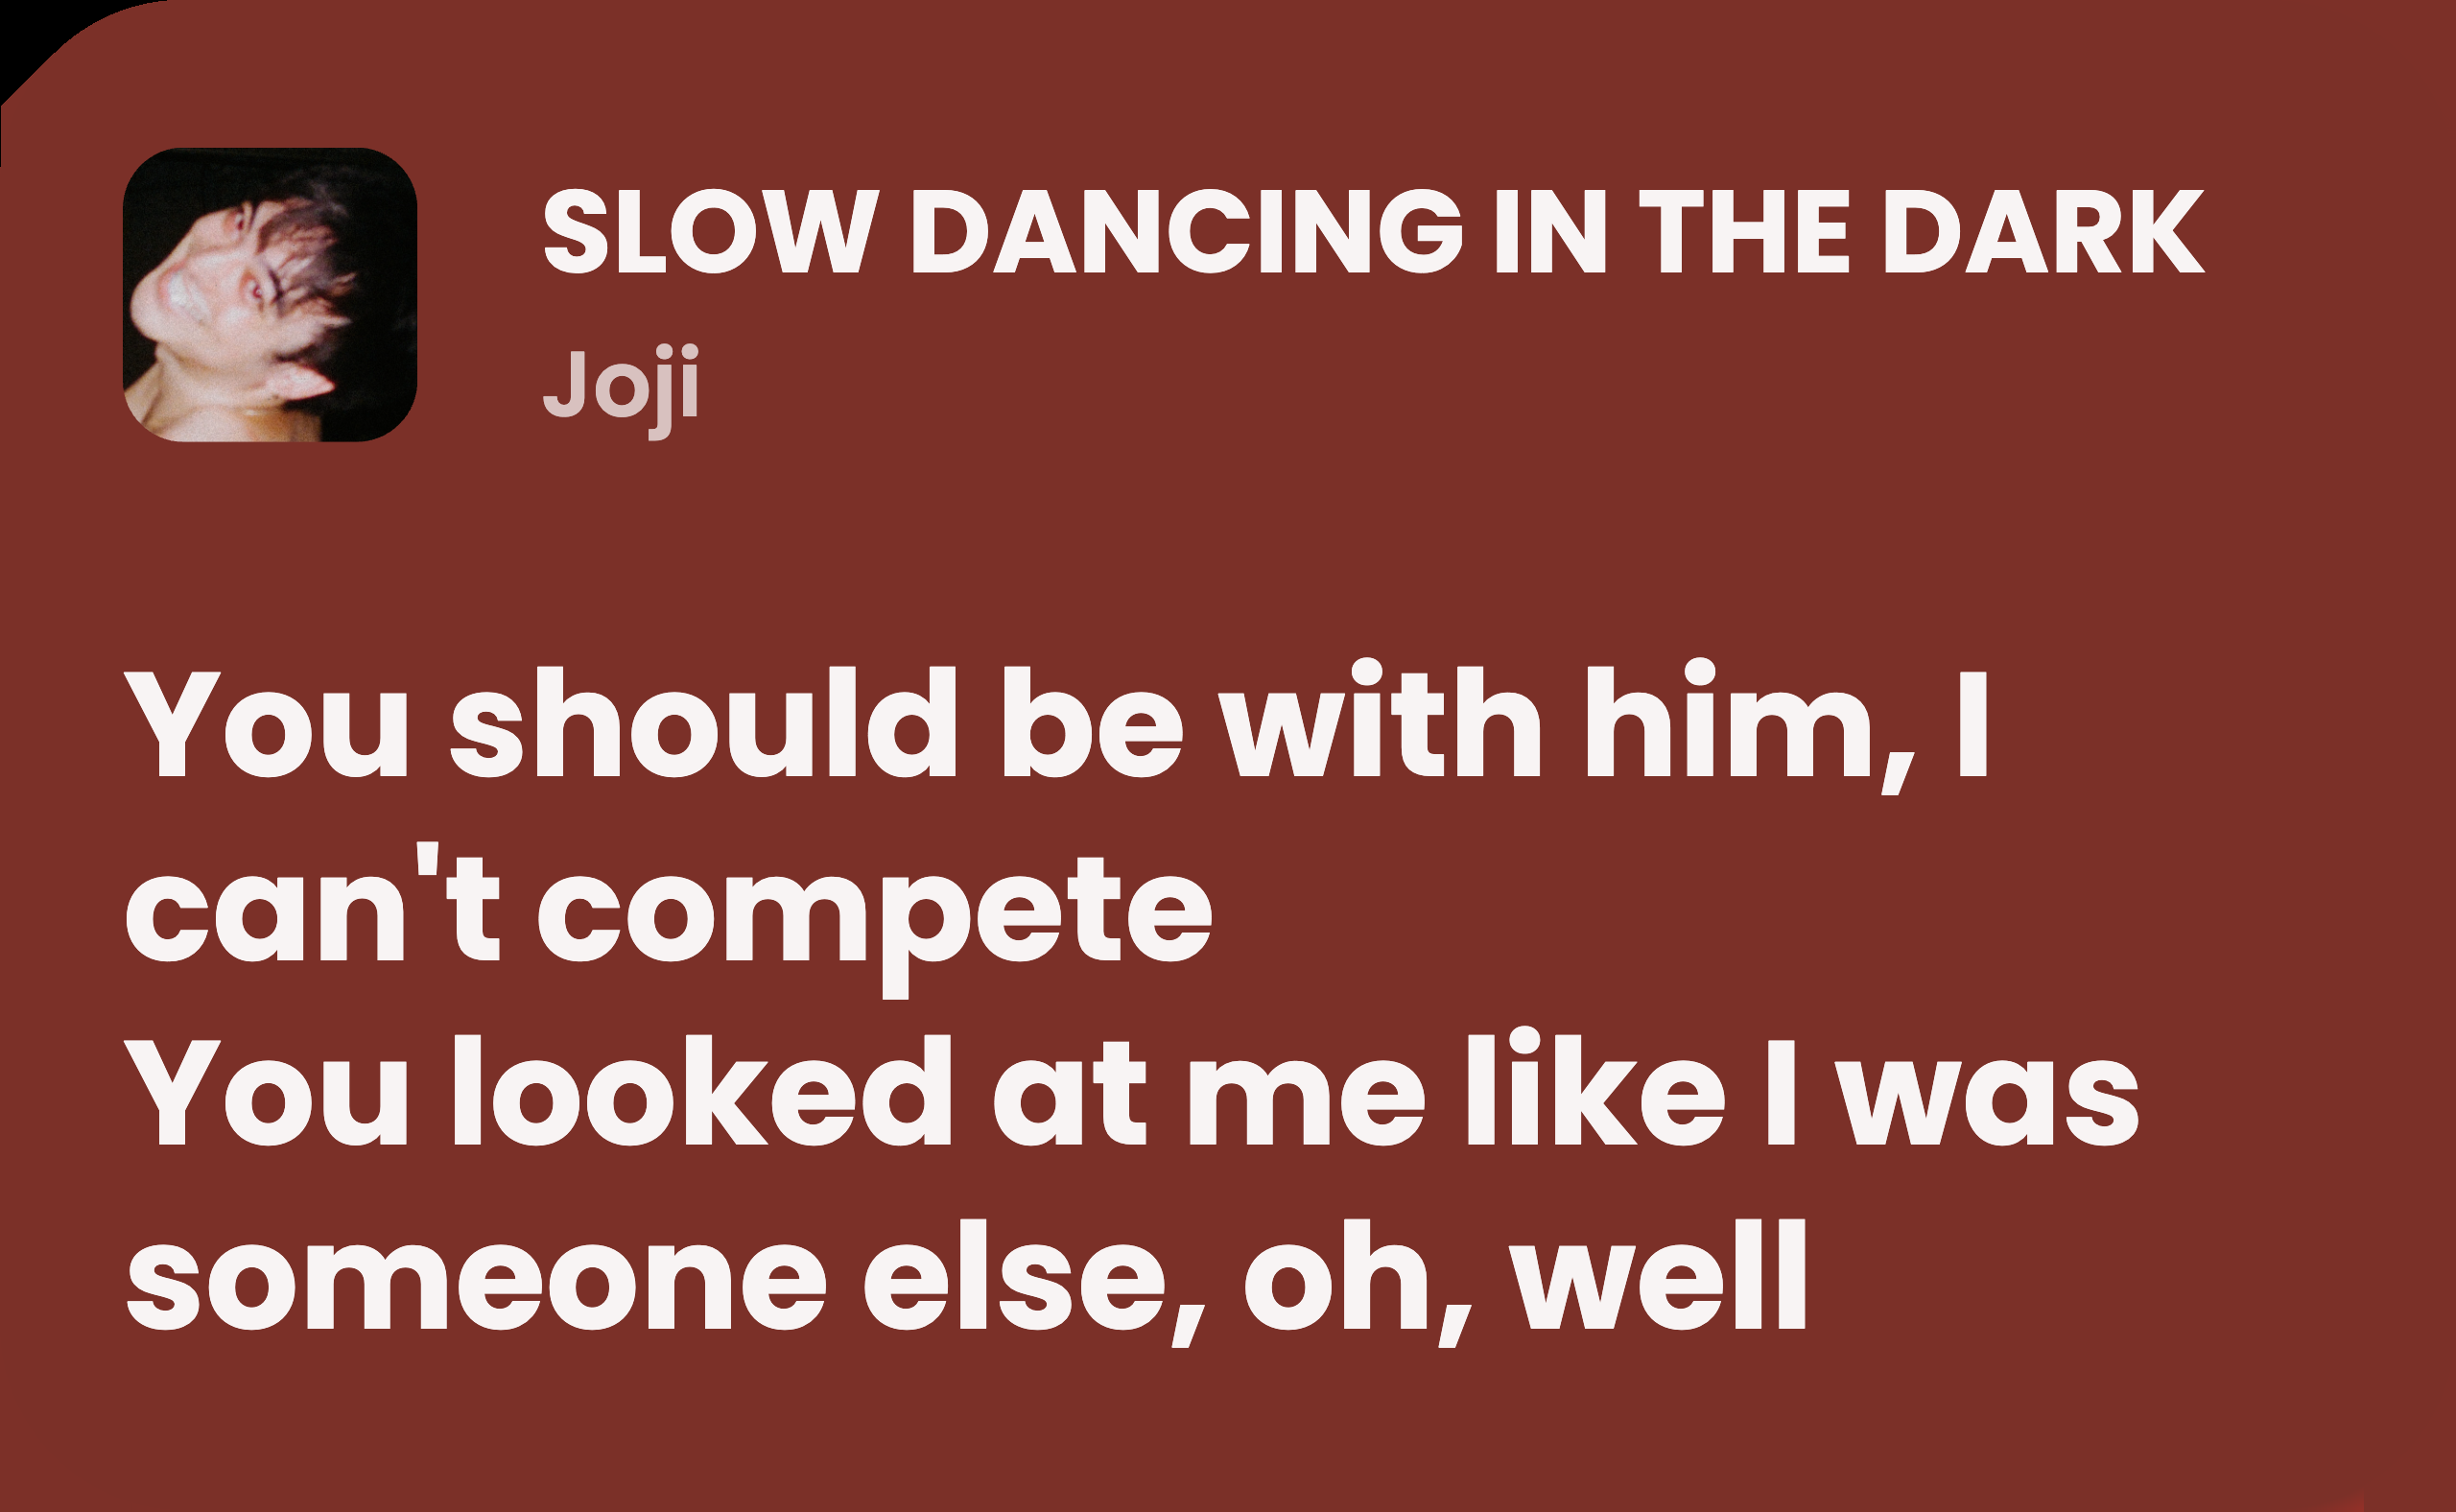 SLOW DANCING IN THE DARK
Joji
You should be with him, I
can't compete
You looked at me like I was
someone else, oh, well